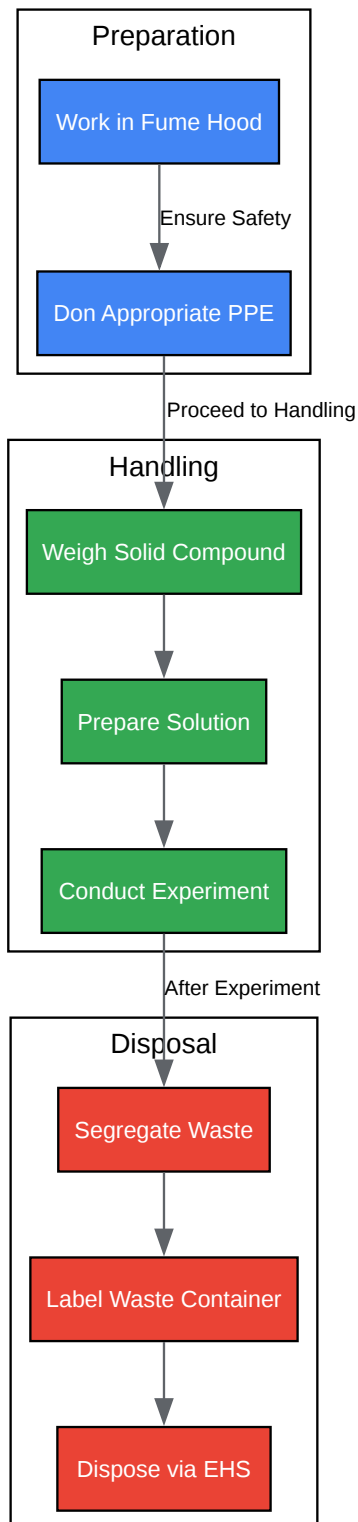 Preparation
Work in Fume Hood
Ensure Safety
Don Appropriate PPE
Proceed to Handling
Handling
Weigh Solid Compound
Prepare Solution
Conduct Experiment
After Experiment
Disposal
Segregate Waste
Label Waste Container
Dispose via EHS